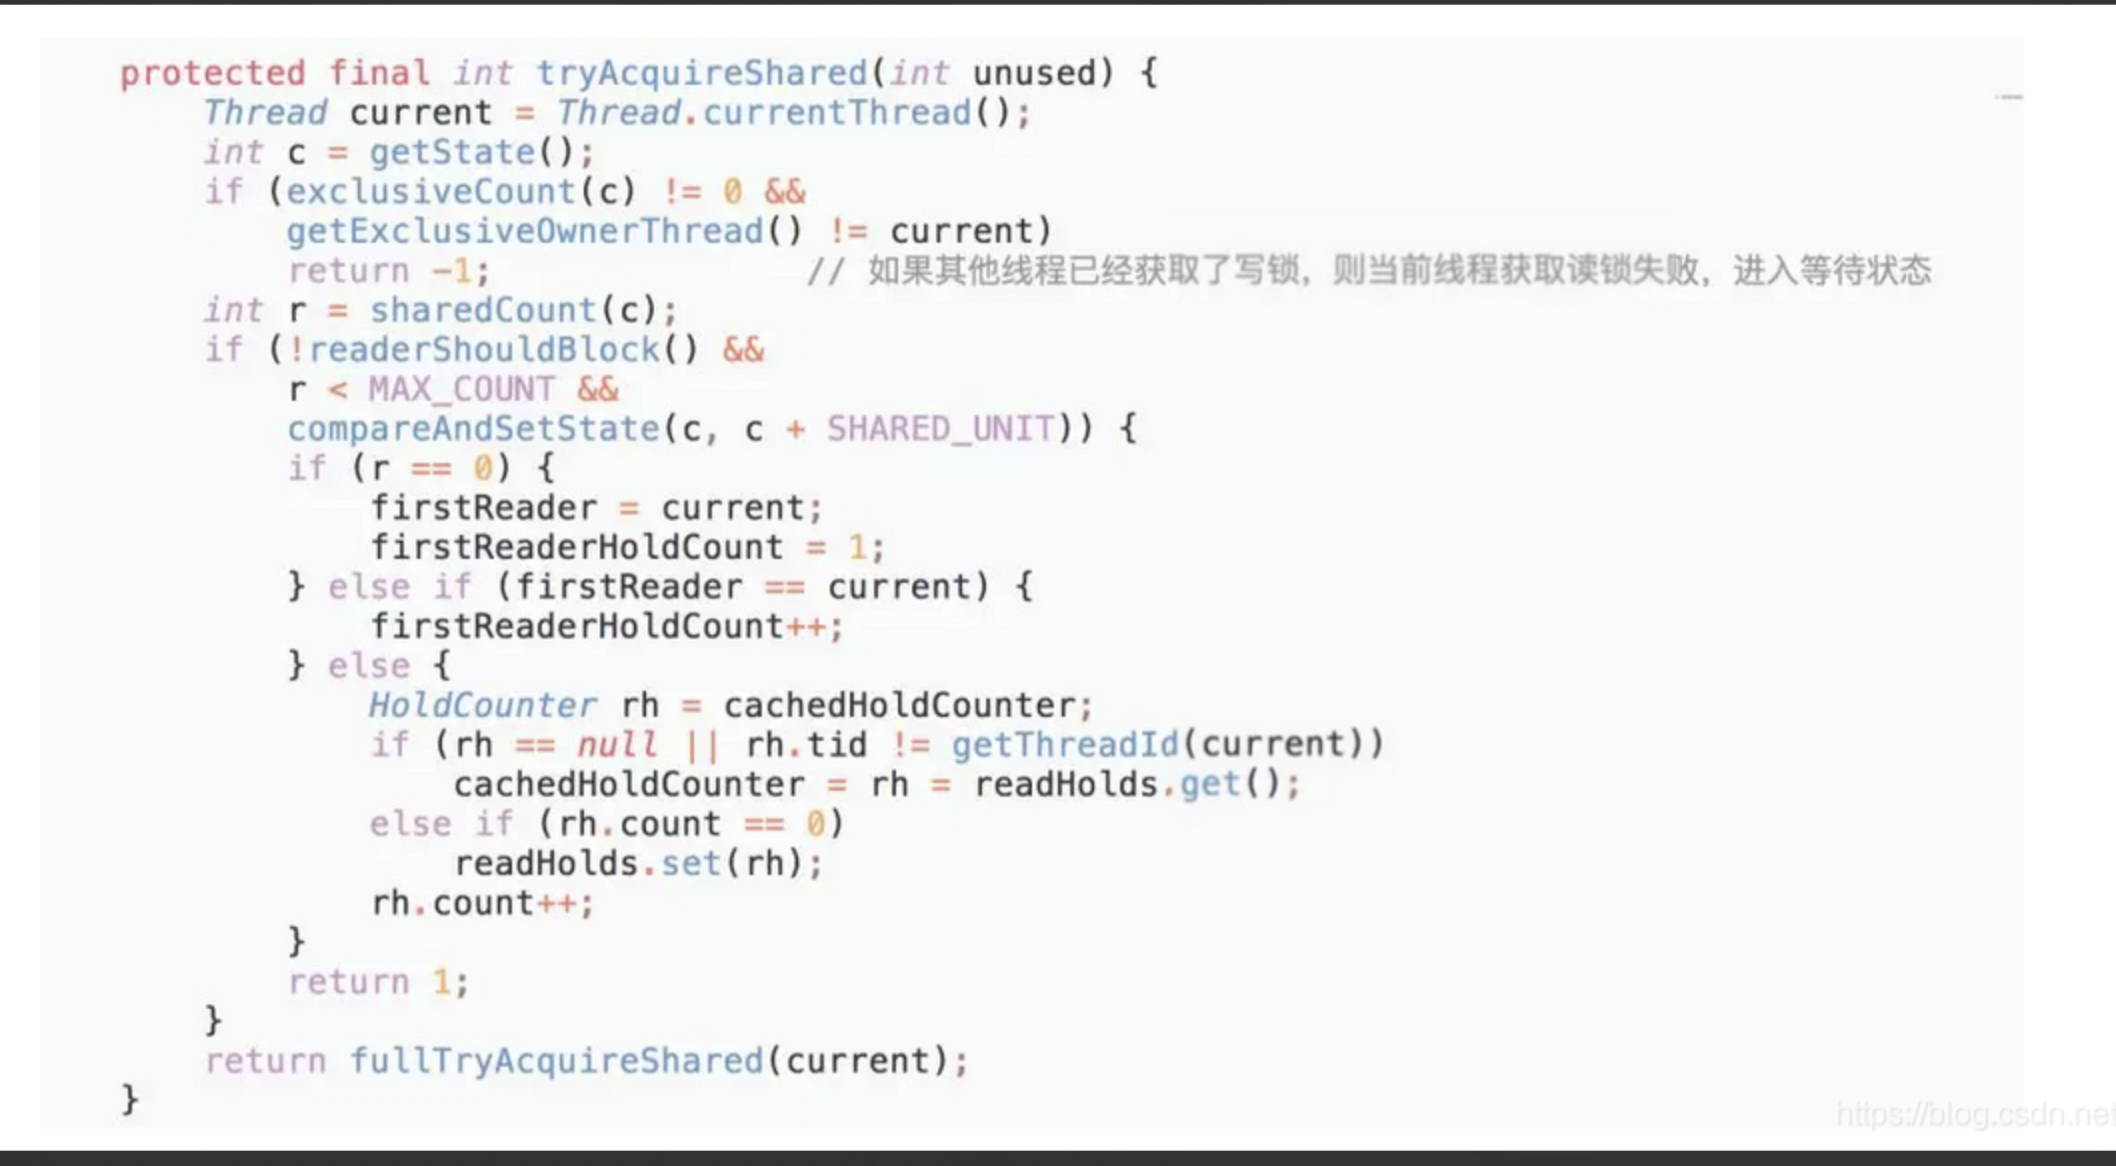 protected final int tryAcquireShared(int unused) {
Thread current = Thread.currentThread();
int c = getState();
if (exclusiveCount(c) != 0 &&
getExclusiveOwnerThread() != current)
return -1; // 如果其他线程已经获取了写锁，则当前线程获取读锁失败，进入等待状态
int r = sharedCount(c);
if (!readerShouldBlock() &&
r < MAX_COUNT &&
compareAndSetState(c, c + SHARED_UNIT)) {
if (r == 0) {
firstReader = current;
firstReaderHoldCount = 1;
} else if (firstReader == current) {
firstReaderHoldCount++;
} else {
HoldCounter rh = cachedHoldCounter;
if (rh == null || rh.tid != getThreadId(current))
cachedHoldCounter = rh = readHolds.get();
else if (rh.count == 0)
readHolds.set(rh);
rh.count++;
}
return 1;
}
return fullTryAcquireShared(current);
}
https://blog.csdn.net